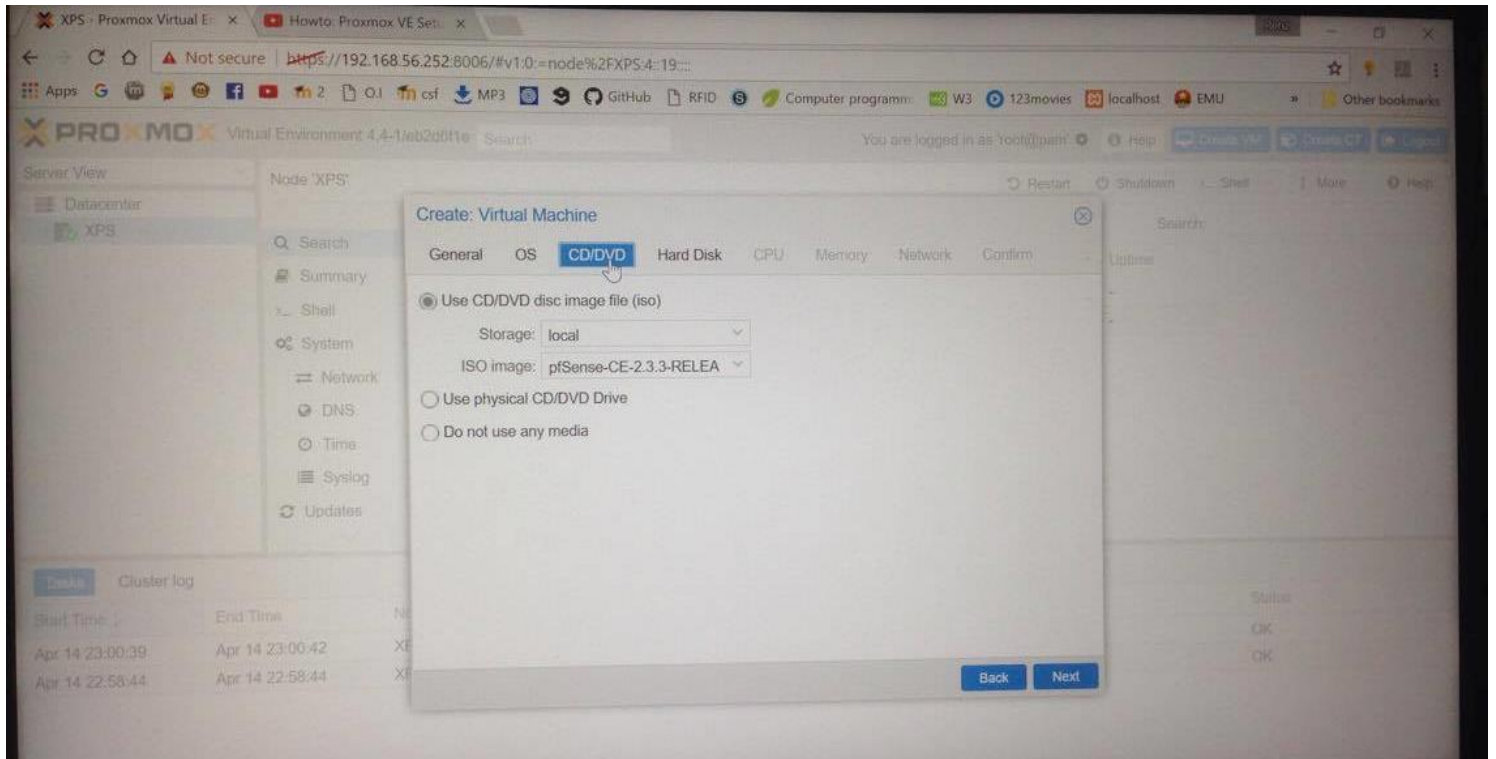 XPS - Proxmox Virtual E × Howto: Proxmox VE Set ×
Not secure https://192.168.56.252:8006/#v1:0:=node%2FXPS:4::19:::::
Apps 2 O.I csf MP3 GitHub RFID Computer programm W3 123movies localhost EMU » Other bookmarks
PROXMOX Virtual Environment 4.4-1/eb2d6f1e Search You are logged in as 'root@pam' Help Create VM Create CT Logout
Server View Node 'XPS' Restart Shutdown Shell More Help
Datacenter
XPS
Create: Virtual Machine
Search:
Search
General OS CD/DVD Hard Disk CPU Memory Network Confirm
Uptime
Summary
Use CD/DVD disc image file (iso)
Shell
Storage: local
System
ISO image: pfSense-CE-2.3.3-RELEA
Network
Use physical CD/DVD Drive
DNS
Do not use any media
Time
Syslog
Updates
Tasks Cluster log
Start Time End Time Status
Apr 14 23:00:39 Apr 14 23:00:42 OK
Apr 14 22:58:44 Apr 14 22:58:44 OK
Back Next